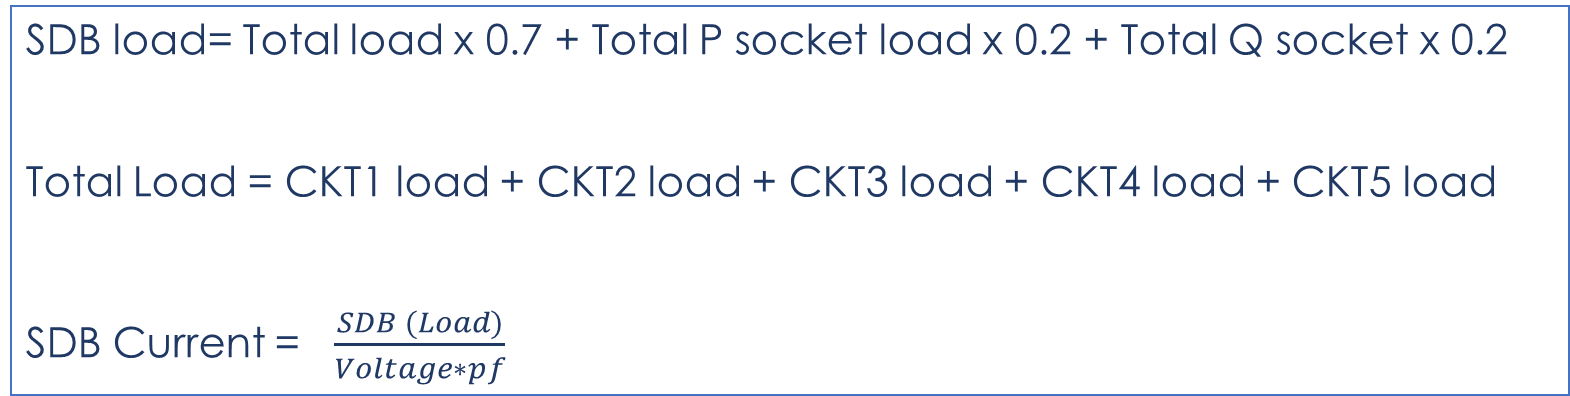 SDB load= Total load x 0.7 + Total P socket load x 0.2 + Total Q socket x 0.2
Total Load = CKT1 load + CKT2 load + CKT3 load + CKT4 load + CKT5 load
SDB Current = SDB (Load)
Voltage*pf